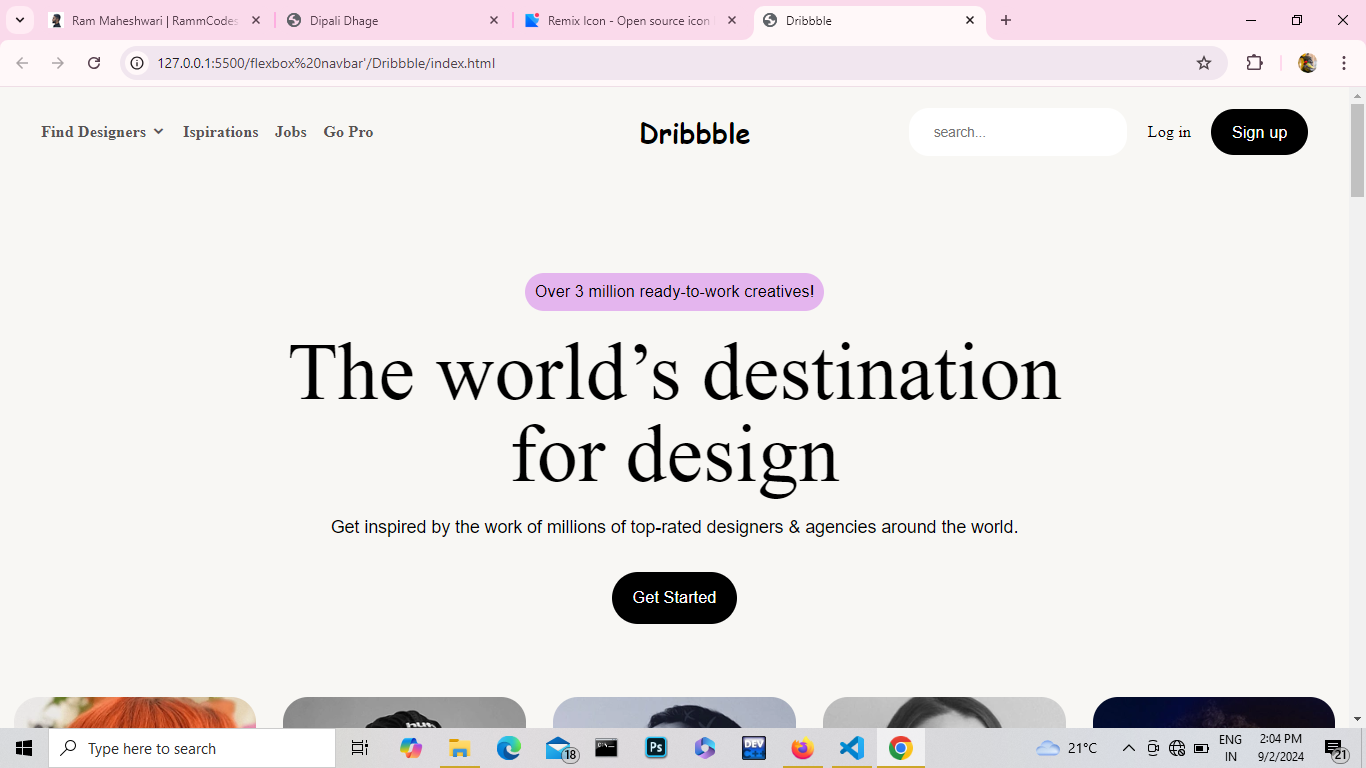 Ram Maheshwari | RammCodes
Dipali Dhage
Remix Icon - Open source icon
Dribbble
127.0.0.1:5500/flexbox%20navbar'/Dribbble/index.html
Find Designers Ispirations Jobs Go Pro
Dribbble
search...
Log in
Sign up
Over 3 million ready-to-work creatives!
The world’s destination
for design
Get inspired by the work of millions of top-rated designers & agencies around the world.
Get Started
Type here to search
18
Ps
DEV
21°C
ENG
IN
2:04 PM
9/2/2024
21